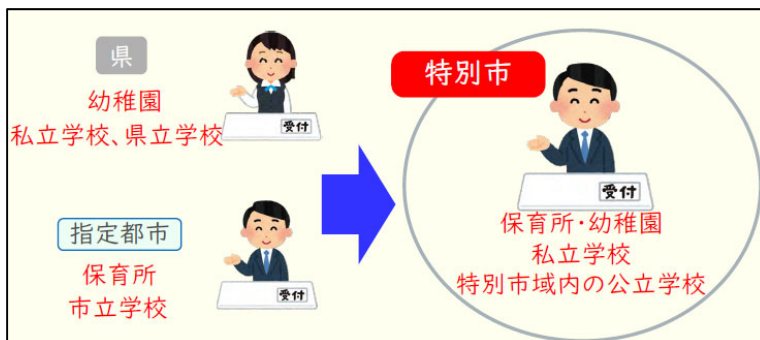 県
幼稚園
私立学校、県立学校
受付
指定都市
保育所
市立学校
受付
特別市
受付
保育所・幼稚園
私立学校
特別市域内の公立学校